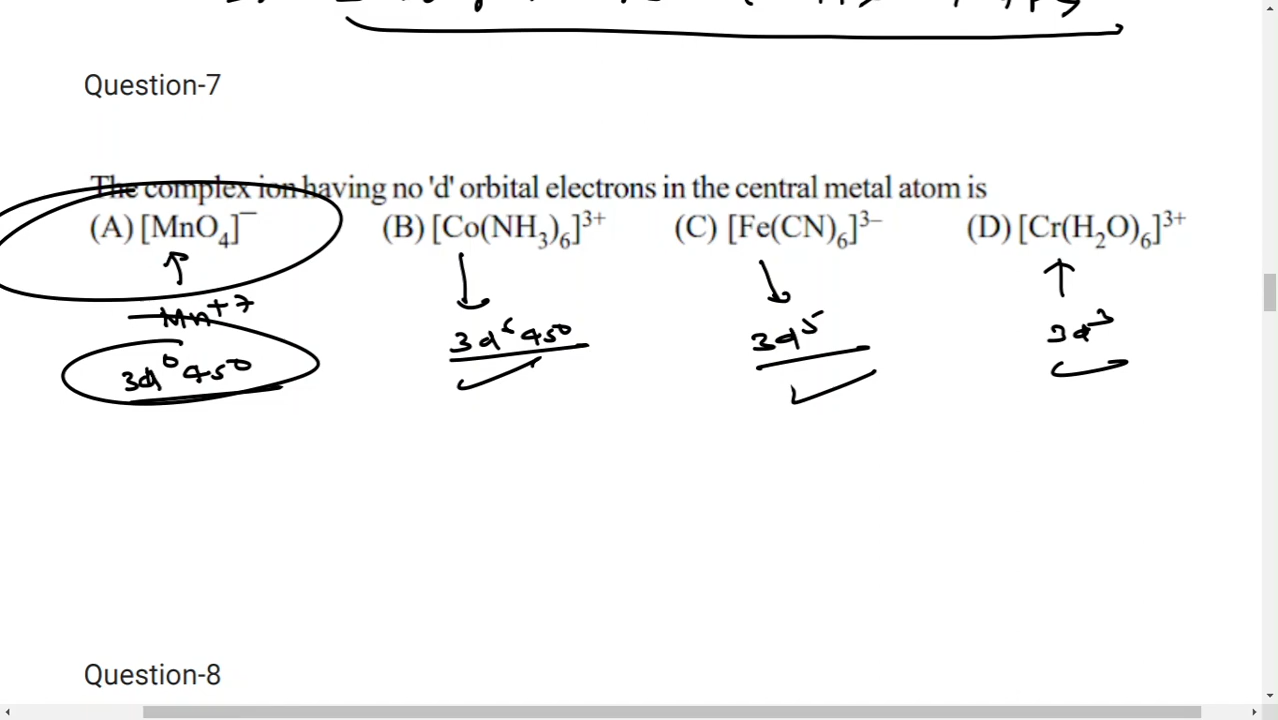 Question-7
The complex ion having no 'd' orbital electrons in the central metal atom is
(A) [MnO₄]⁻ (B) [Co(NH₃)₆]³⁺ (C) [Fe(CN)₆]³⁻ (D) [Cr(H₂O)₆]³⁺
Mn⁺⁷
3d⁶4s⁰ 3d⁵ 3d³
3d⁰4s⁰
Question-8